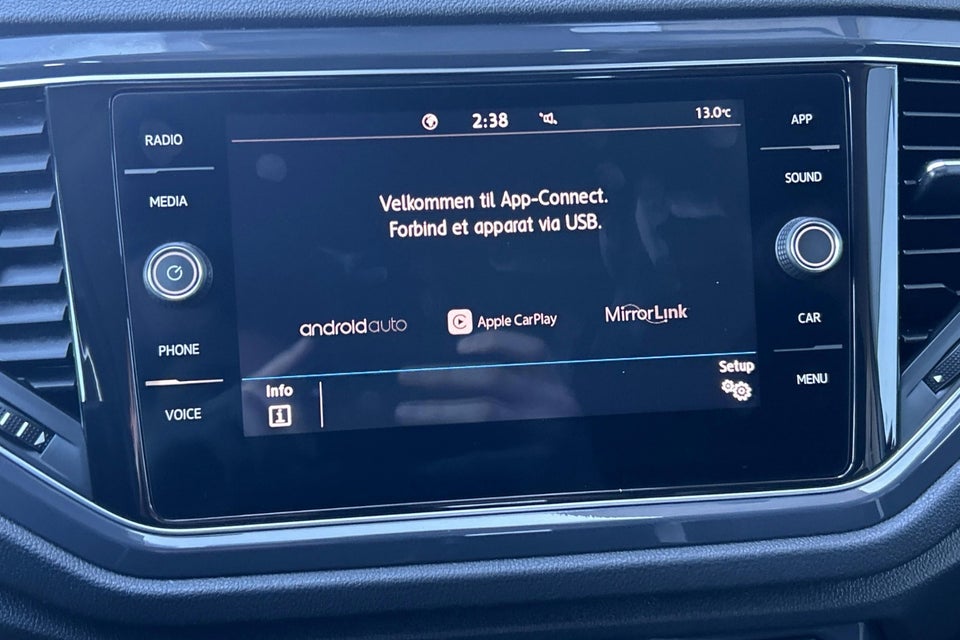 RADIO
MEDIA
PHONE
VOICE
2:38
13.0°C
Velkommen til App-Connect.
Forbind et apparat via USB.
androidauto
Apple CarPlay
MirrorLink
Info
Setup
APP
SOUND
CAR
MENU